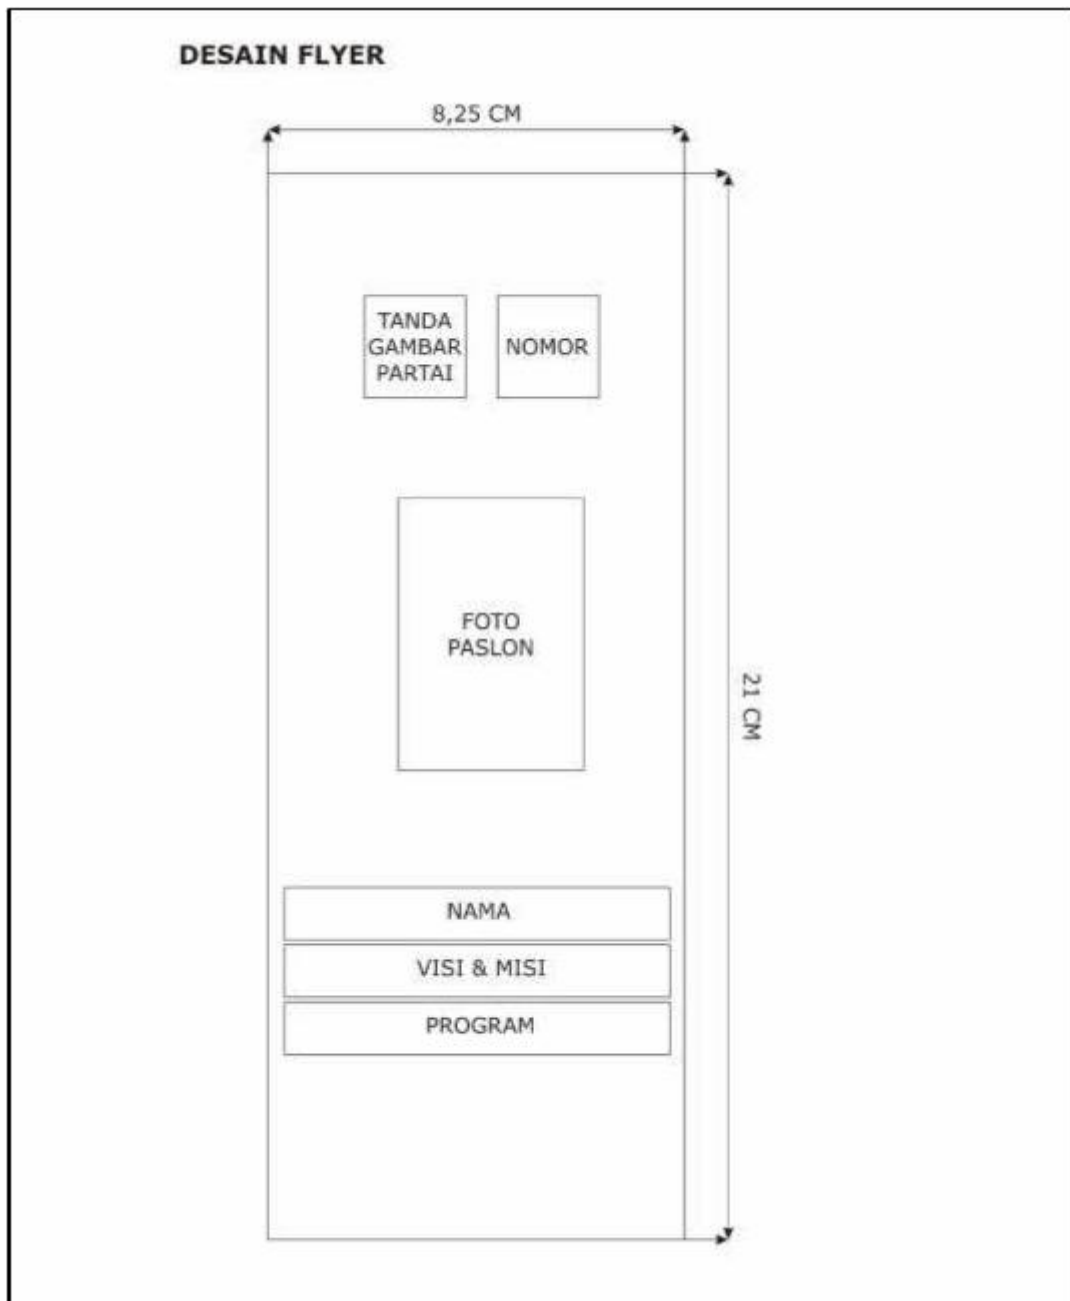 DESAIN FLYER
8,25 CM
TANDA
GAMBAR
PARTAI
NOMOR
FOTO
PASLON
21 CM
NAMA
VISI & MISI
PROGRAM